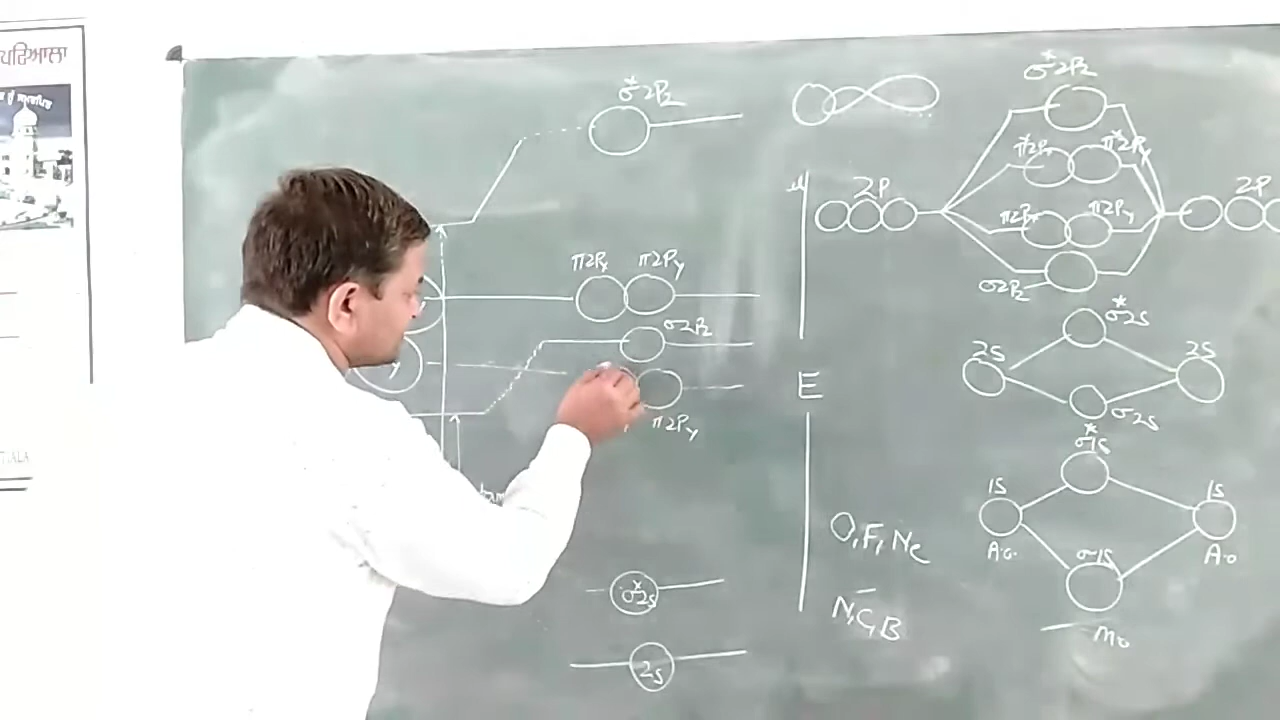 ਪਟਿਆਲਾ
σ*2Pz
π2Px π2Py
σ2Pz
π2Py
y
σ*2s
2s
E
O, F, Ne
N, C, B
σ*2Pz
π*2Px π*2Py
2P 2P
π2Px π2Py
σ2Pz
σ*2s
2s 2s
σ2s
σ*1s
1s 1s
A.o. A.o
σ1s
Mo